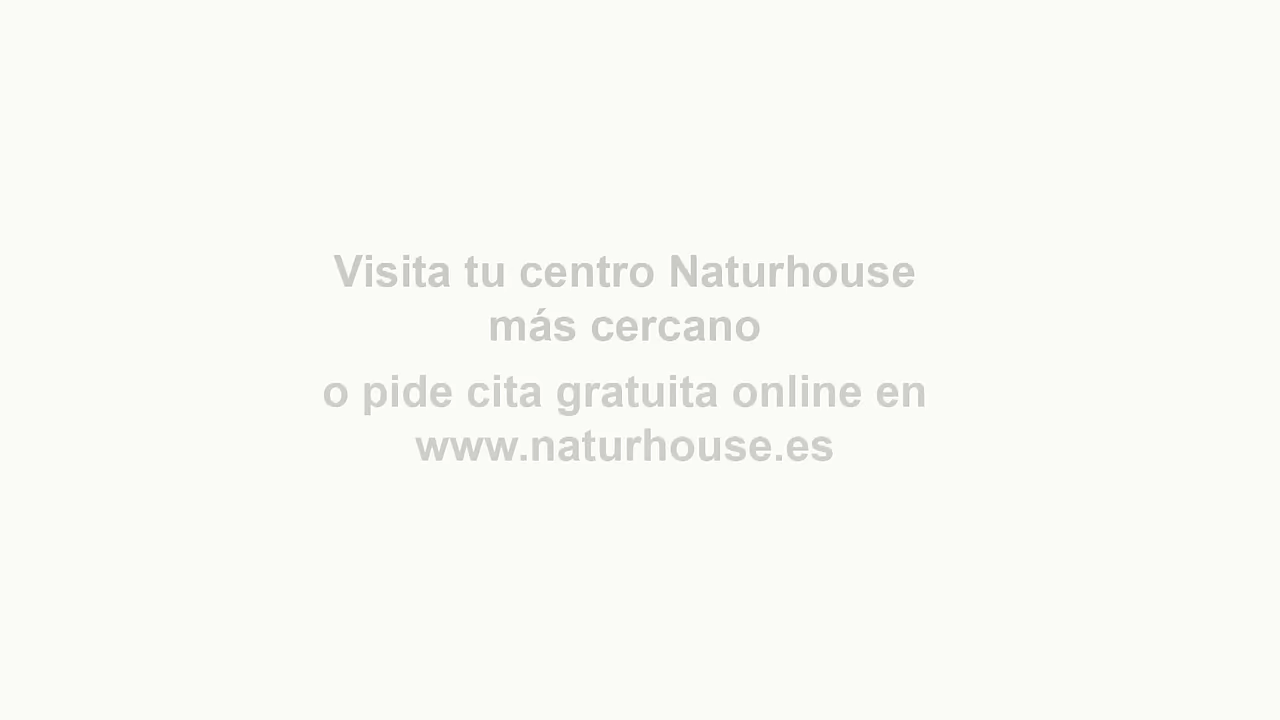 Visita tu centro Naturhouse
más cercano
o pide cita gratuita online en
www.naturhouse.es